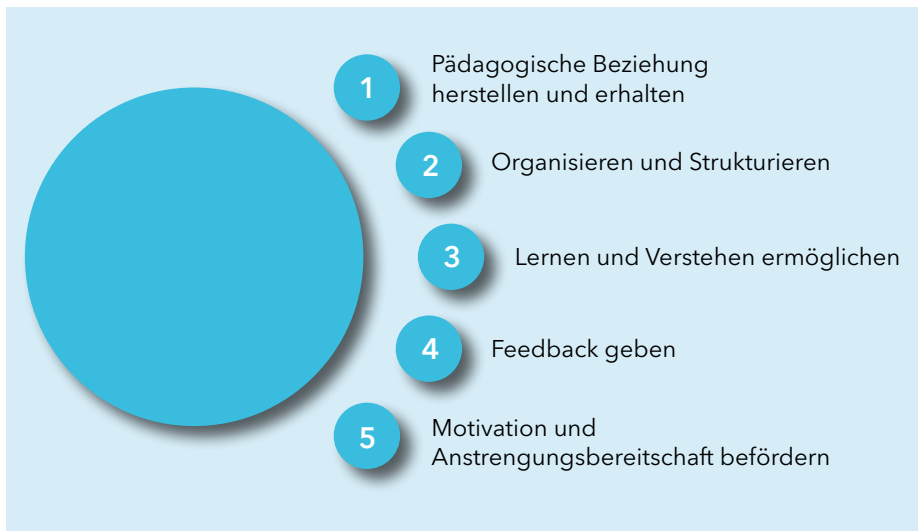 1
Pädagogische Beziehung
herstellen und erhalten
2
Organisieren und Strukturieren
3
Lernen und Verstehen ermöglichen
4
Feedback geben
5
Motivation und
Anstrengungsbereitschaft befördern